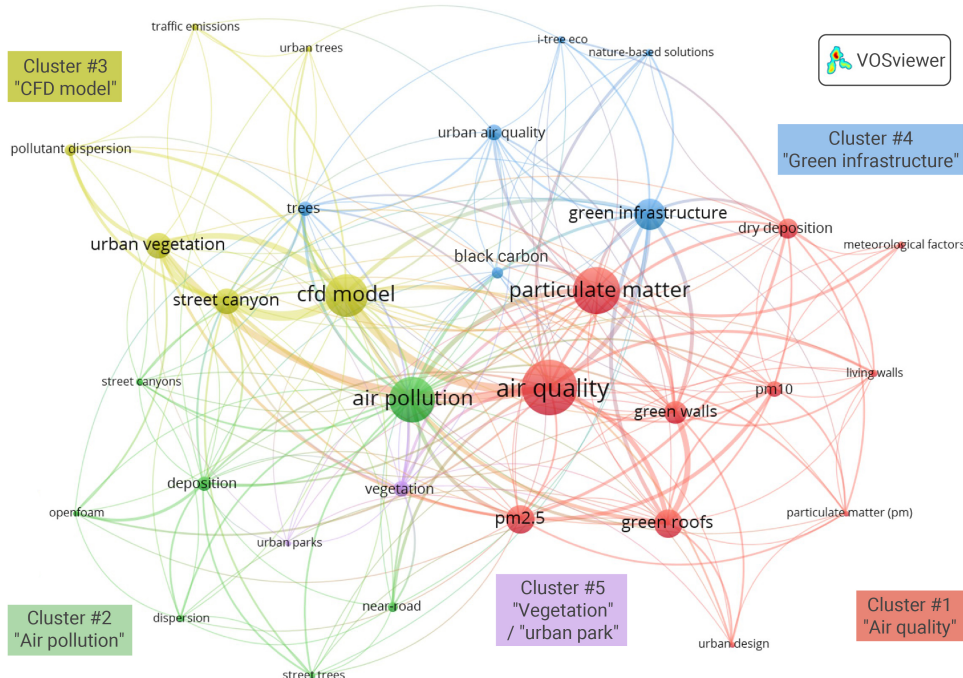 traffic emissions
i-tree eco
urban trees
nature-based solutions
VOSviewer
Cluster #3
"CFD model"
pollutant dispersion
urban air quality
Cluster #4
"Green infrastructure"
trees
green infrastructure
dry deposition
urban vegetation
meteorological factors
black carbon
street canyon
cfd model
particulate matter
street canyons
living walls
air pollution
air quality
pm10
green walls
deposition
vegetation
openfoam
pm2.5
green roofs
particulate matter (pm)
urban parks
Cluster #2
"Air pollution"
dispersion
near-road
Cluster #5
"Vegetation"
/ "urban park"
Cluster #1
"Air quality"
urban design
street trees